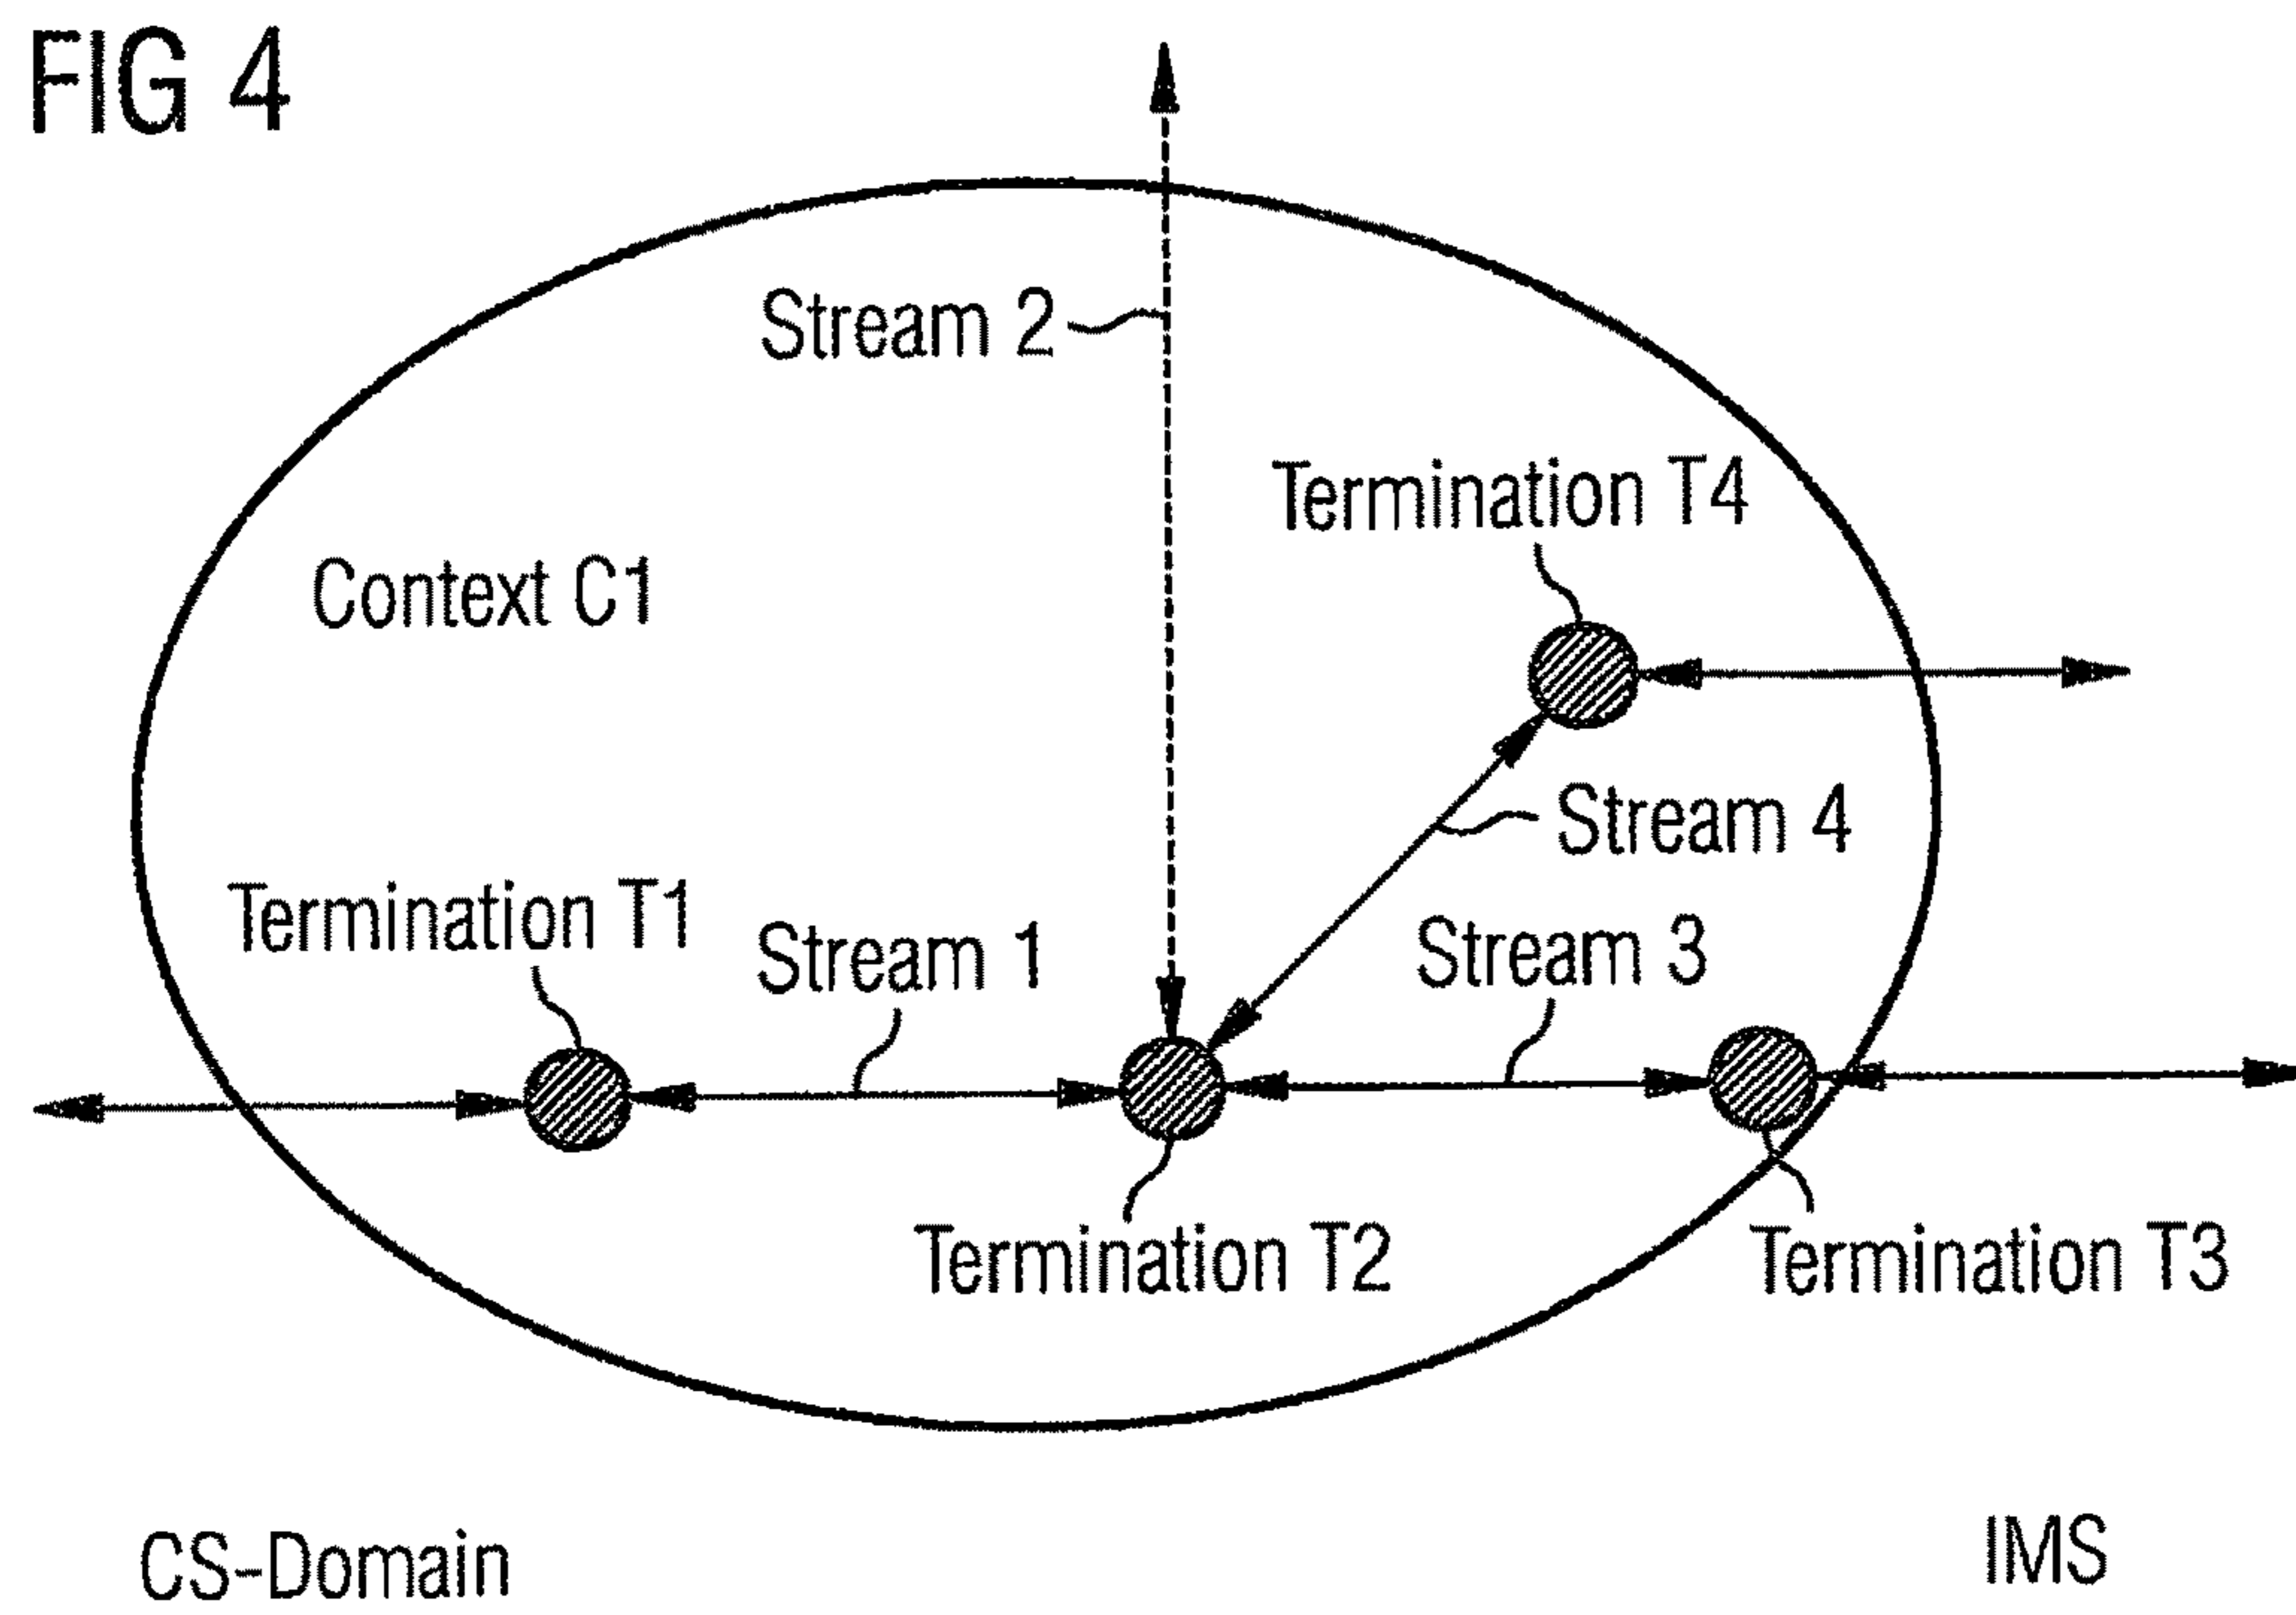 FIG 4
Stream 2
Termination T4
Context C1
Stream 4
Termination T1
Stream 1
Stream 3
Termination T2
Termination T3
CS-Domain
IMS